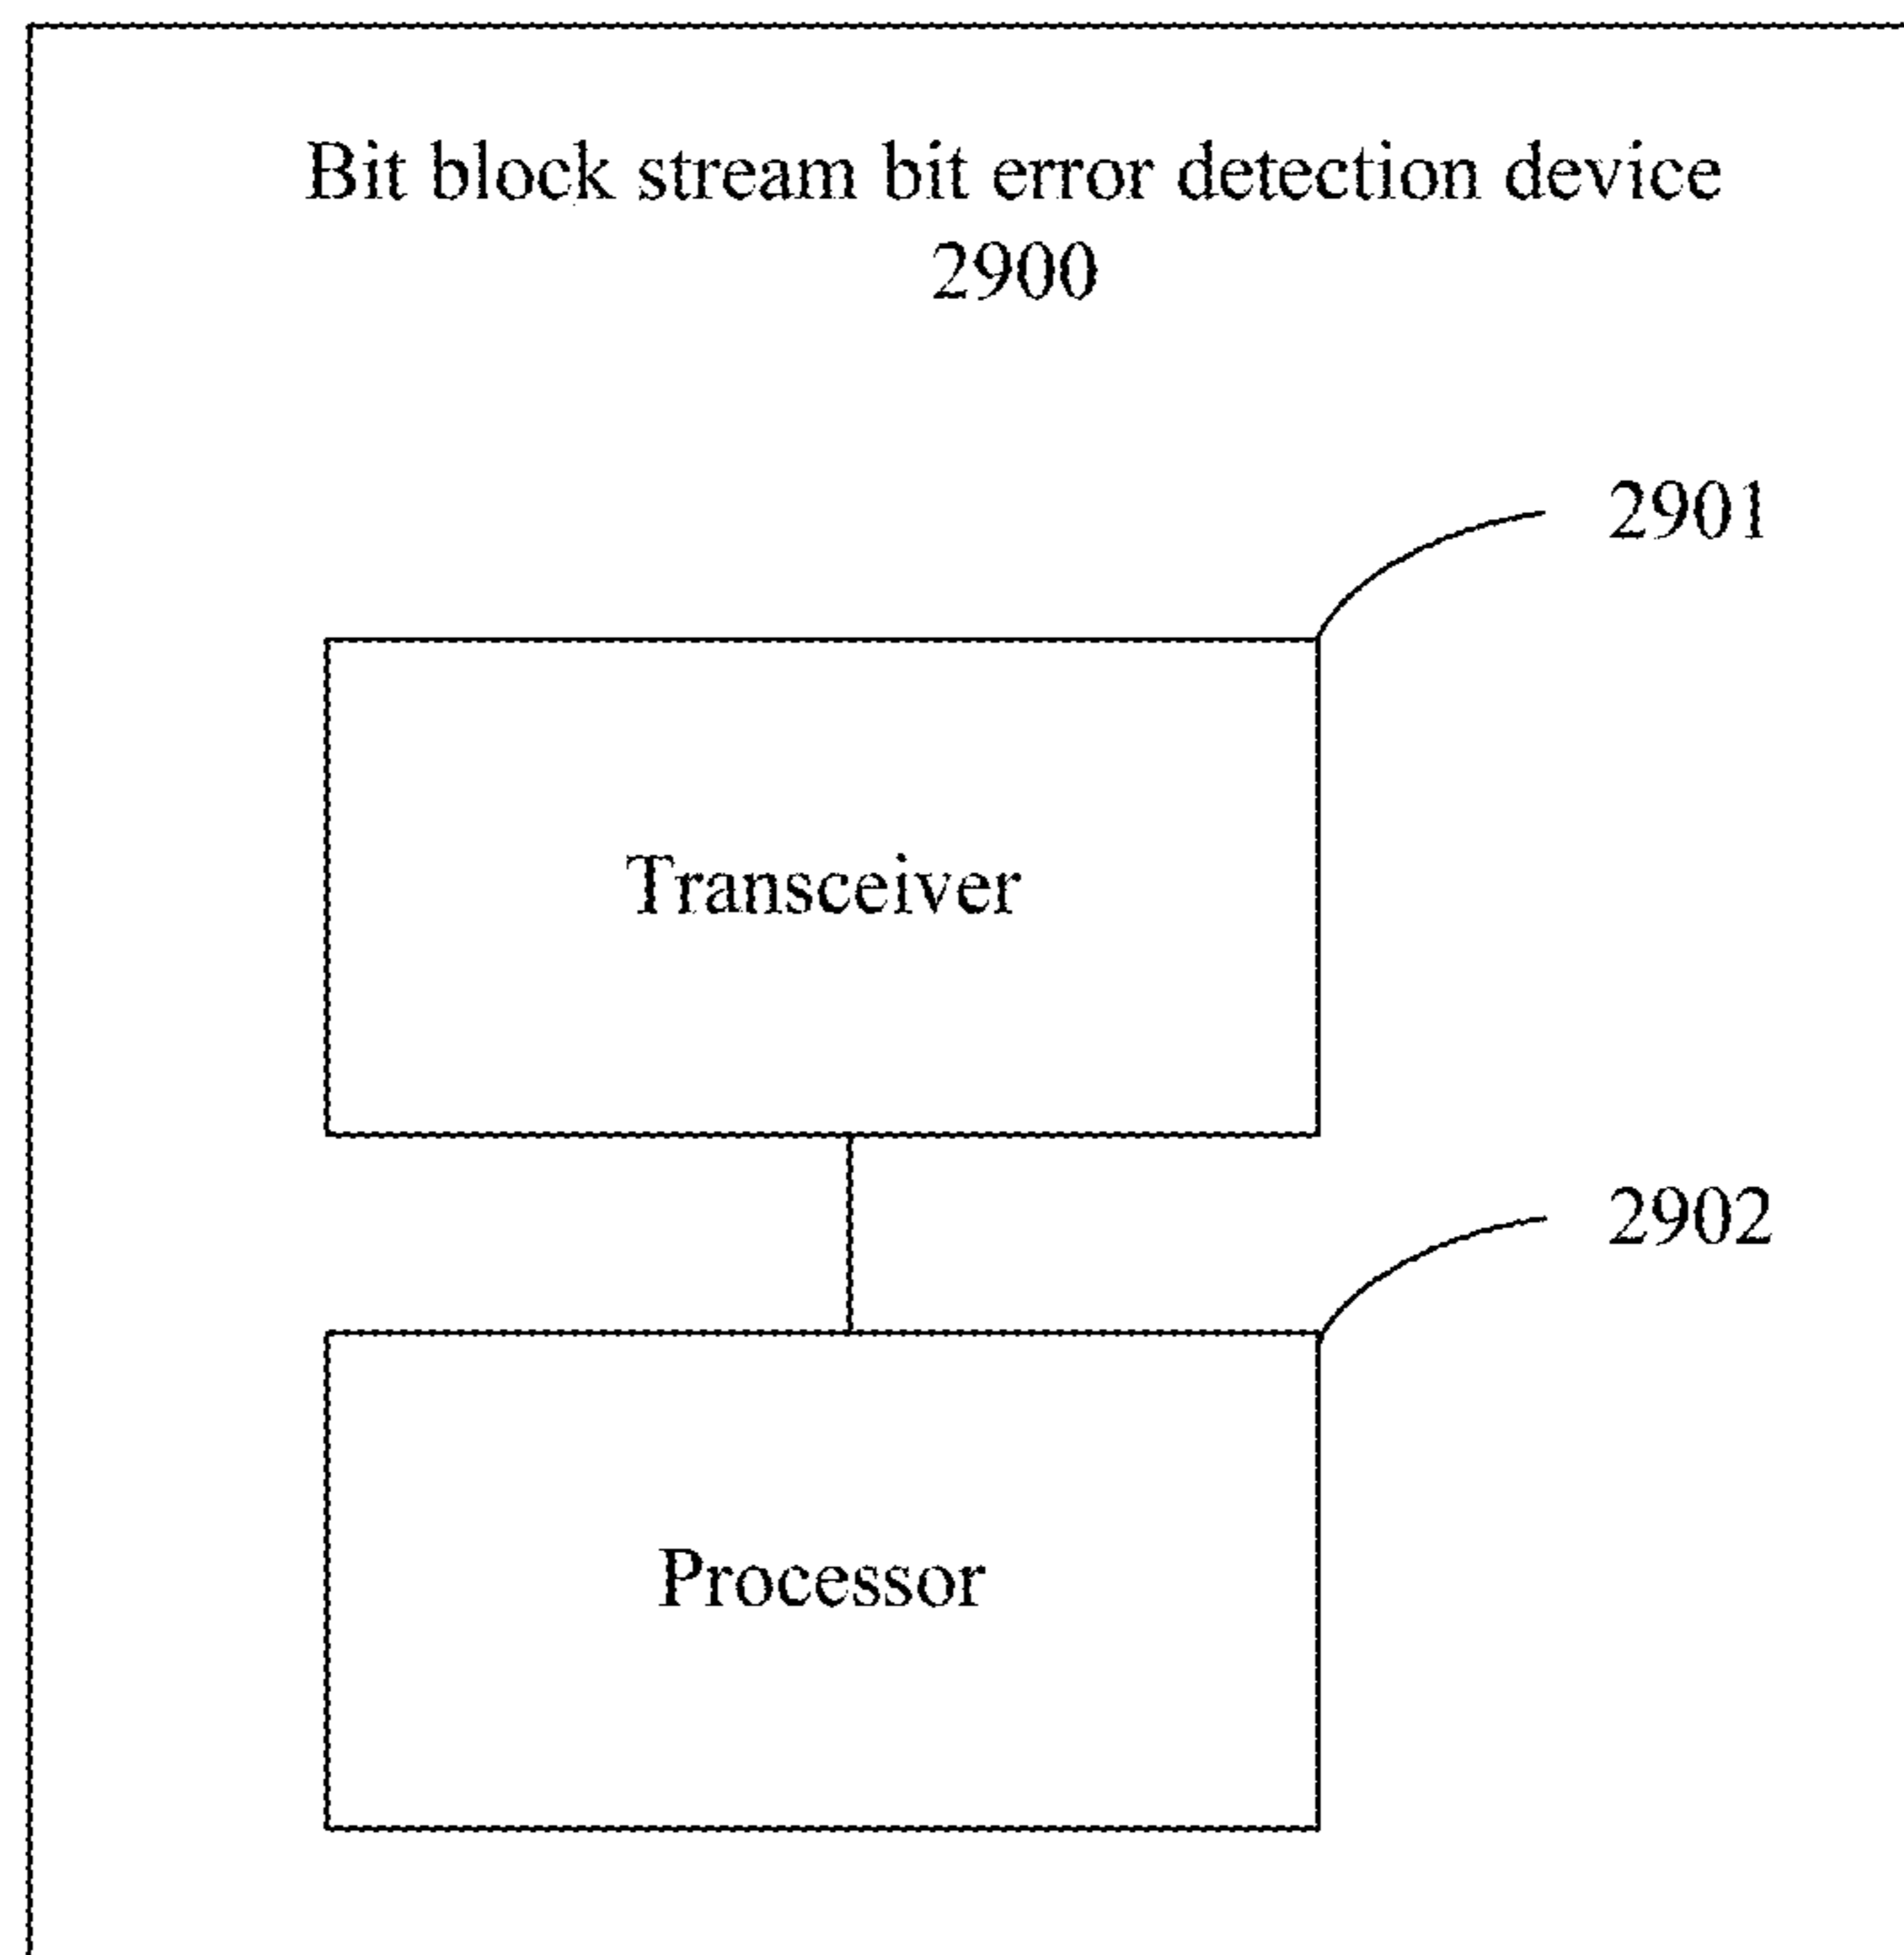 Bit block stream bit error detection device
2900
2901
Transceiver
2902
Processor